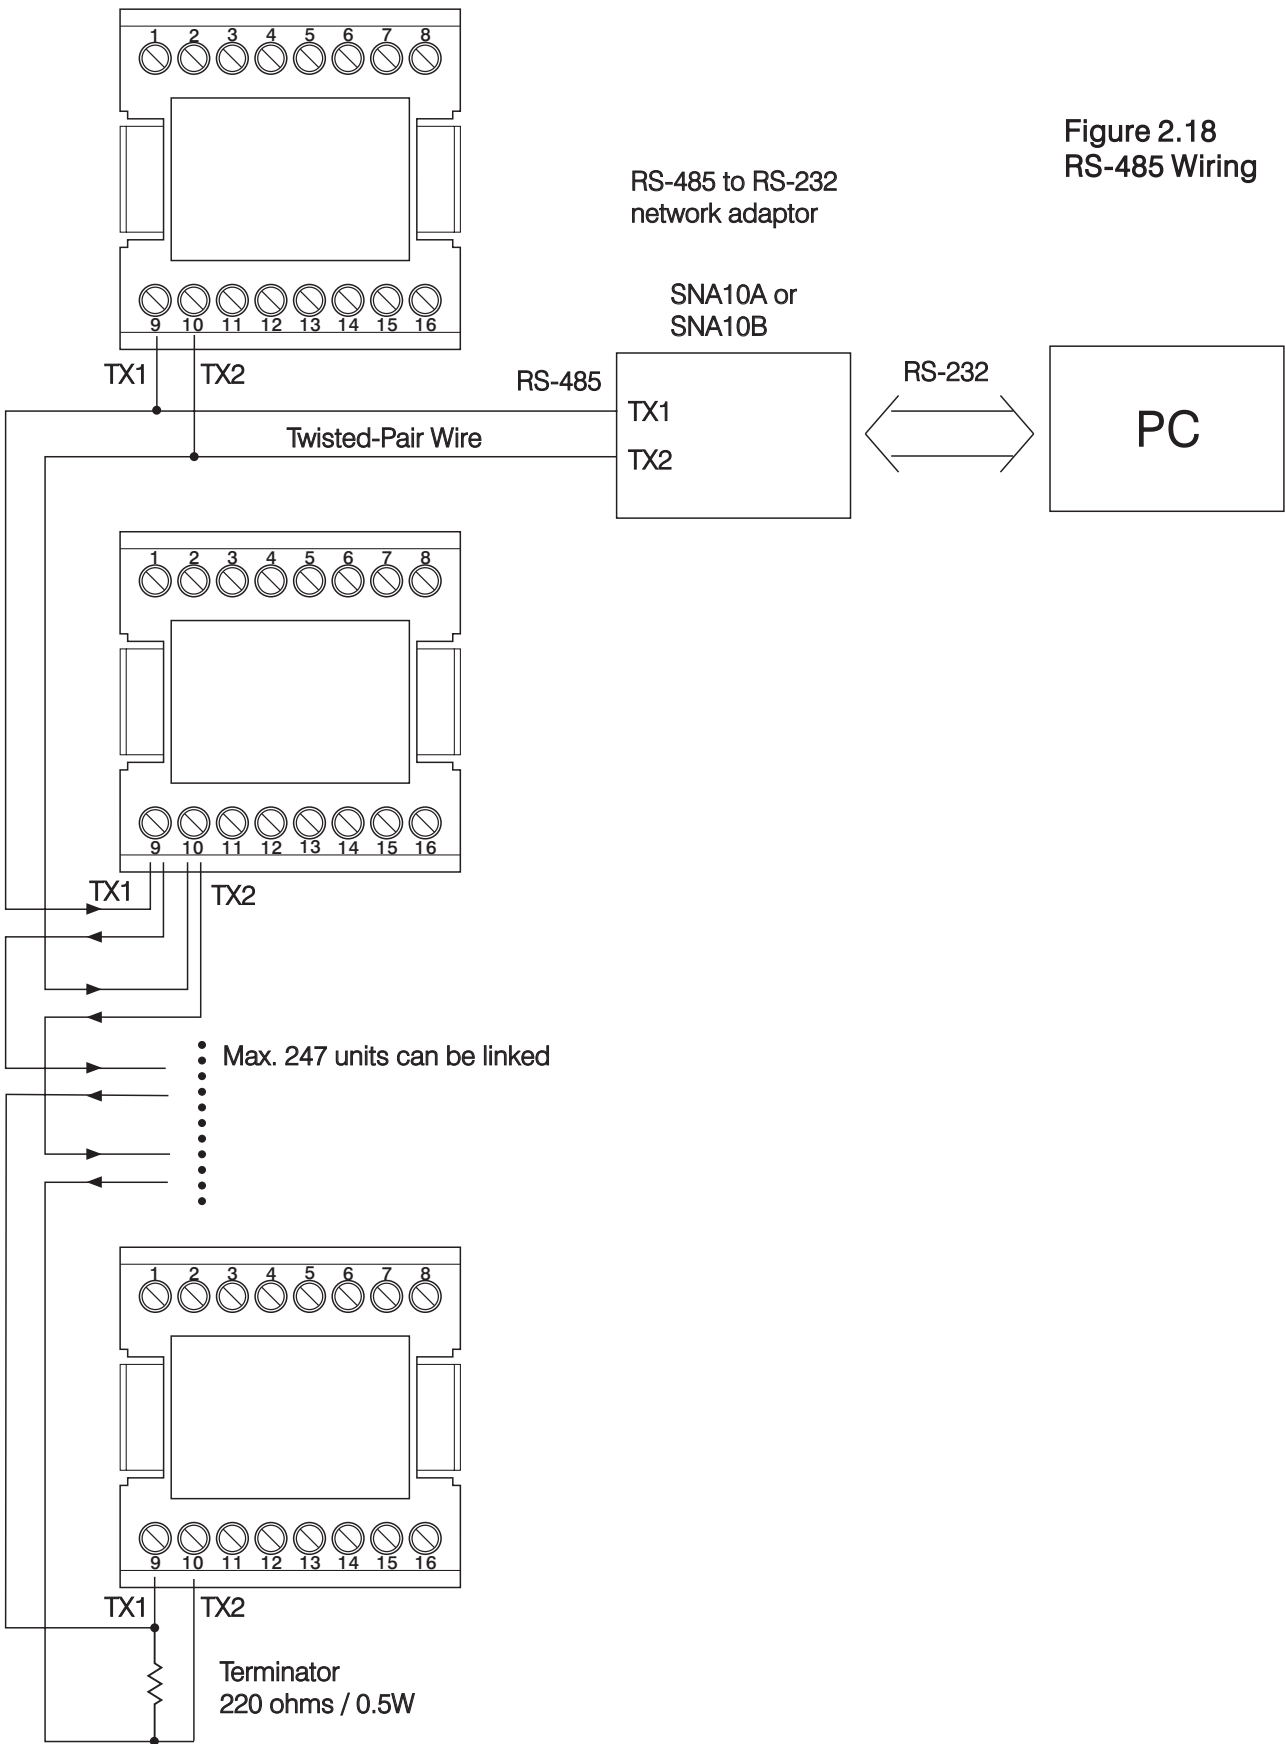 1 2 3 4 5 6 7 8
Figure 2.18
RS-485 Wiring
RS-485 to RS-232
network adaptor
SNA10A or
SNA10B
9 10 11 12 13 14 15 16
TX1 TX2
RS-485
RS-232
TX1
PC
Twisted-Pair Wire
TX2
1 2 3 4 5 6 7 8
9 10 11 12 13 14 15 16
TX1 TX2
Max. 247 units can be linked
1 2 3 4 5 6 7 8
9 10 11 12 13 14 15 16
TX1 TX2
Terminator
220 ohms / 0.5W